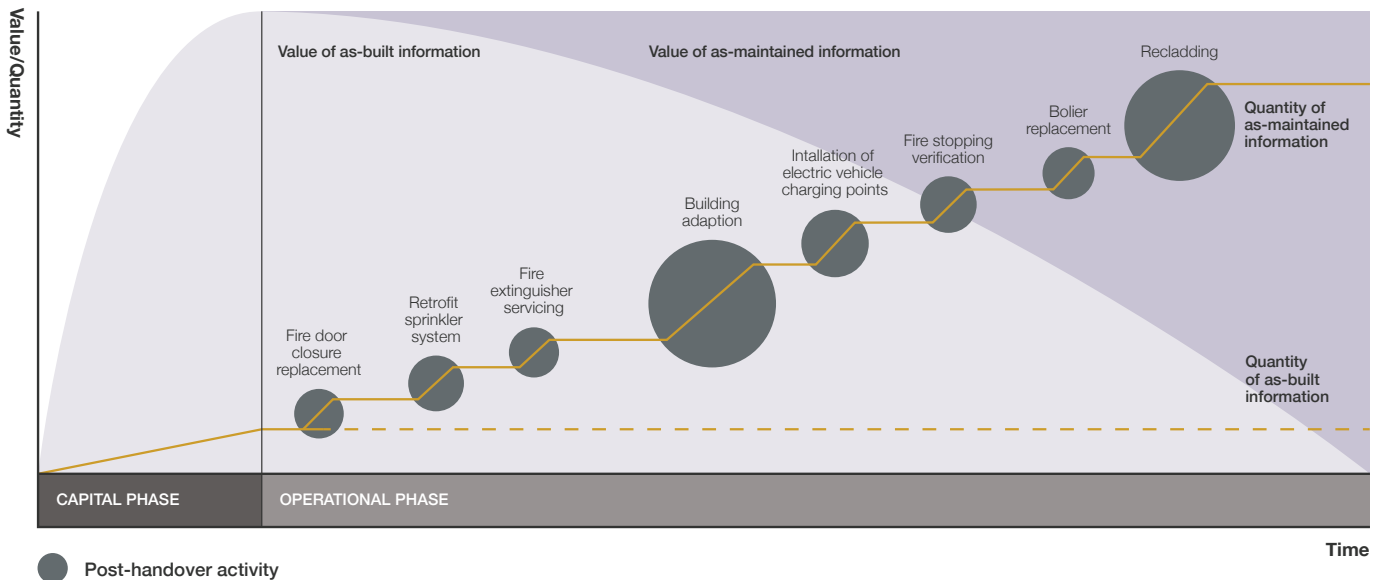 Value/Quantity
Value of as-built information
Value of as-maintained information
Recladding
Quantity of
as-maintained
information
Bolier
replacement
Fire stopping
verification
Intallation of
electric vehicle
charging points
Building
adaption
Fire
extinguisher
servicing
Retrofit
sprinkler
system
Fire door
closure
replacement
Quantity
of as-built
information
CAPITAL PHASE
OPERATIONAL PHASE
Time
Post-handover activity